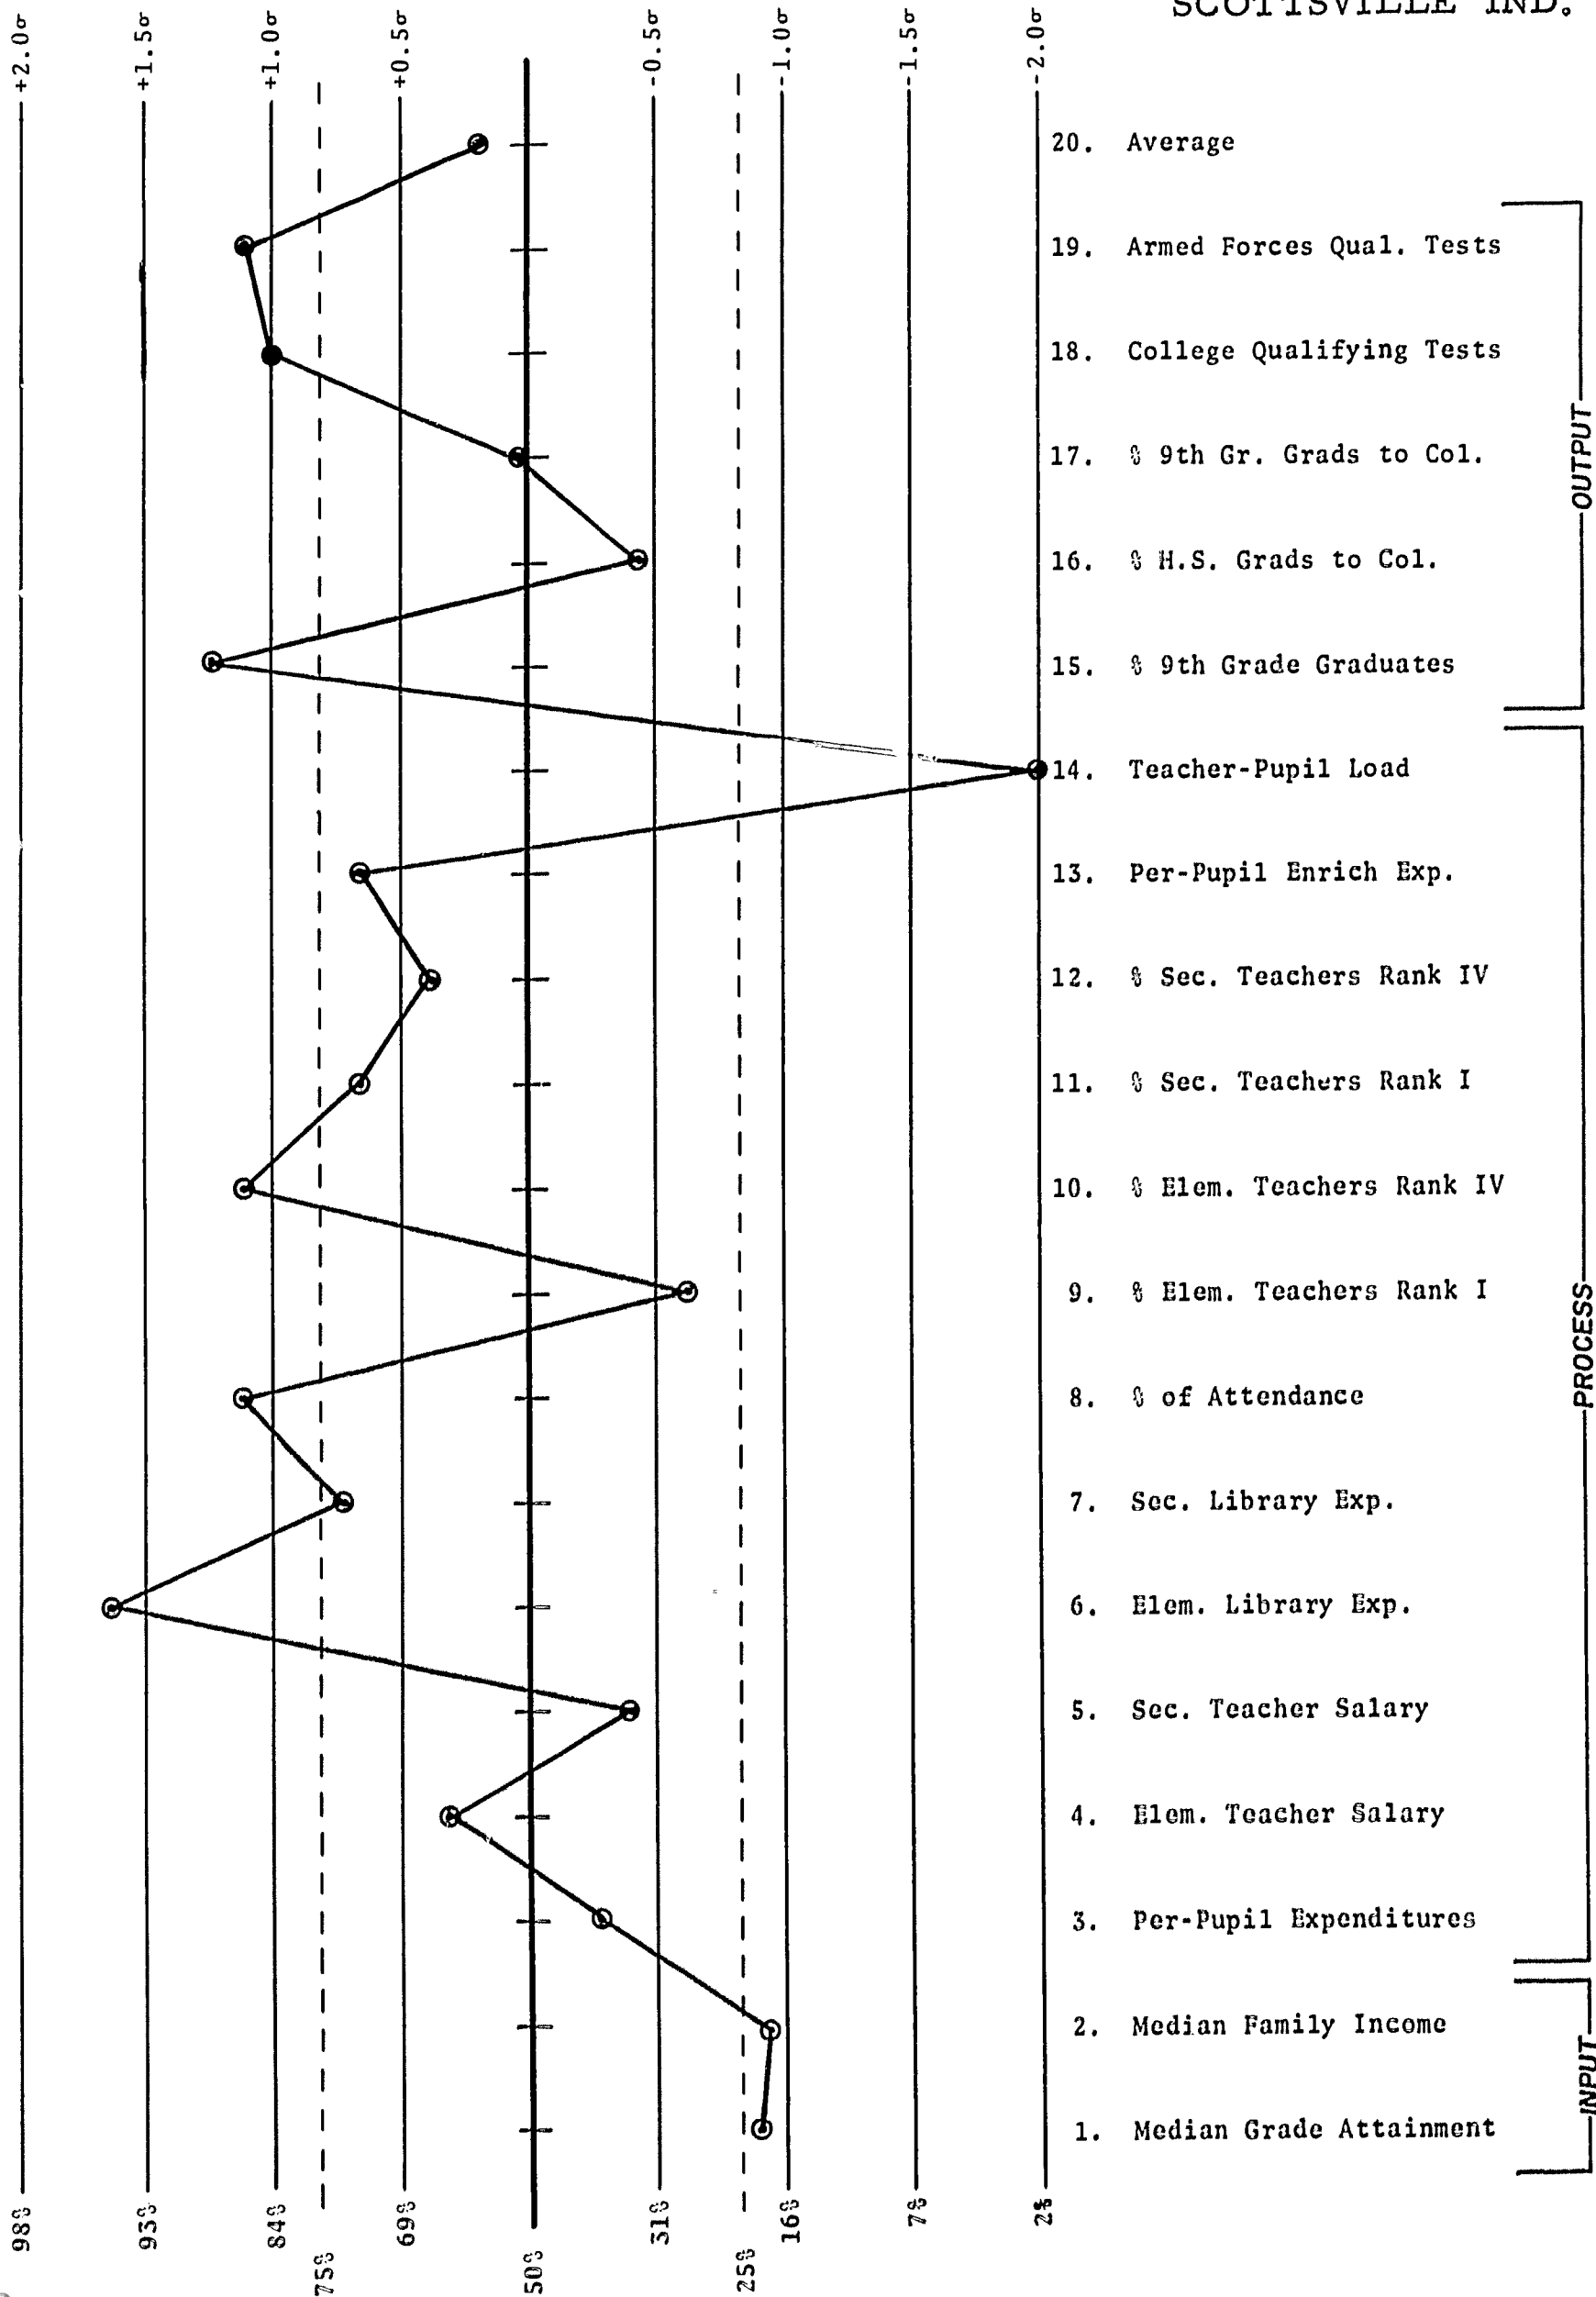 SCOTTSVILLE IND.
+2.0σ
+1.5σ
+1.0σ
+0.5σ
-0.5σ
-1.0σ
-1.5σ
-2.0σ
20. Average
19. Armed Forces Qual. Tests
18. College Qualifying Tests
17. % 9th Gr. Grads to Col.
16. % H.S. Grads to Col.
15. % 9th Grade Graduates
OUTPUT
14. Teacher-Pupil Load
13. Per-Pupil Enrich Exp.
12. % Sec. Teachers Rank IV
11. % Sec. Teachers Rank I
10. % Elem. Teachers Rank IV
9. % Elem. Teachers Rank I
8. % of Attendance
7. Sec. Library Exp.
6. Elem. Library Exp.
5. Sec. Teacher Salary
4. Elem. Teacher Salary
3. Per-Pupil Expenditures
PROCESS
2. Median Family Income
1. Median Grade Attainment
INPUT
98%
93%
84%
75%
69%
50%
31%
25%
16%
7%
2%